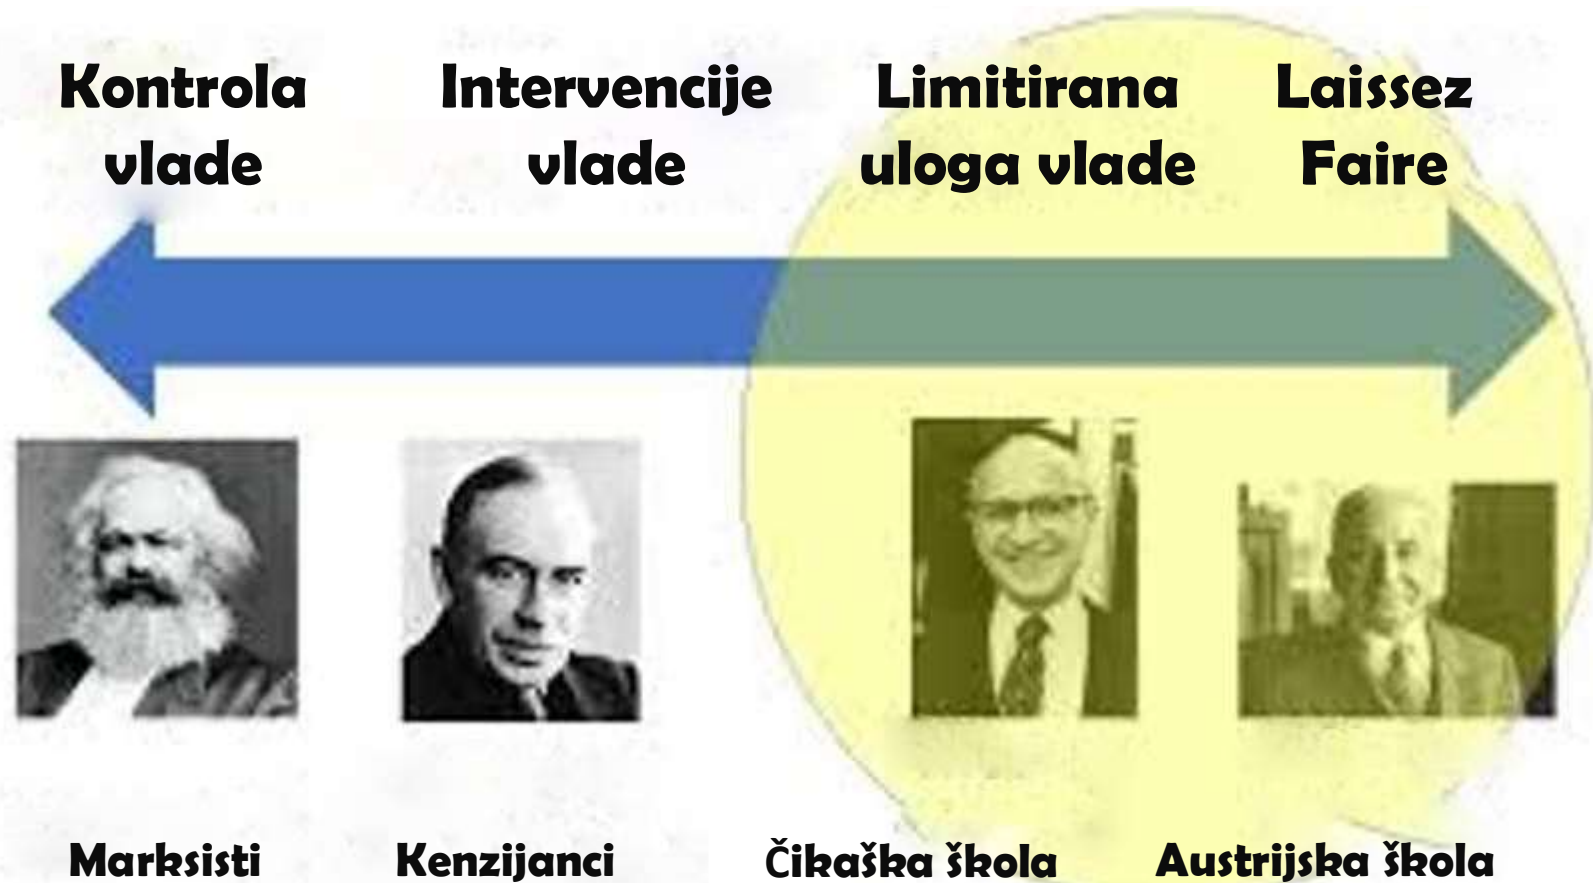 Kontrola
vlade
Intervencije
vlade
Limitirana
uloga vlade
Laissez
Faire
Marksisti
Kenzijanci
Čikaška škola
Austrijska škola